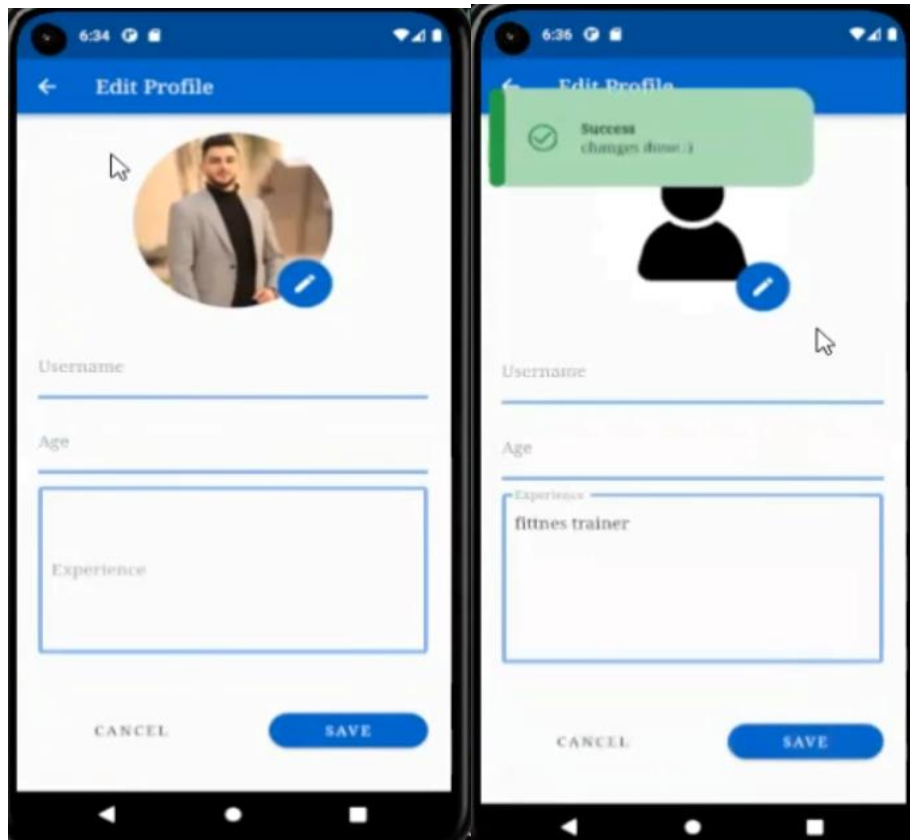 6:34
Edit Profile
Username
Age
Experience
CANCEL
SAVE
6:36
Edit Profile
Success
changes done:)
Username
Age
Experience
fittnes trainer
CANCEL
SAVE